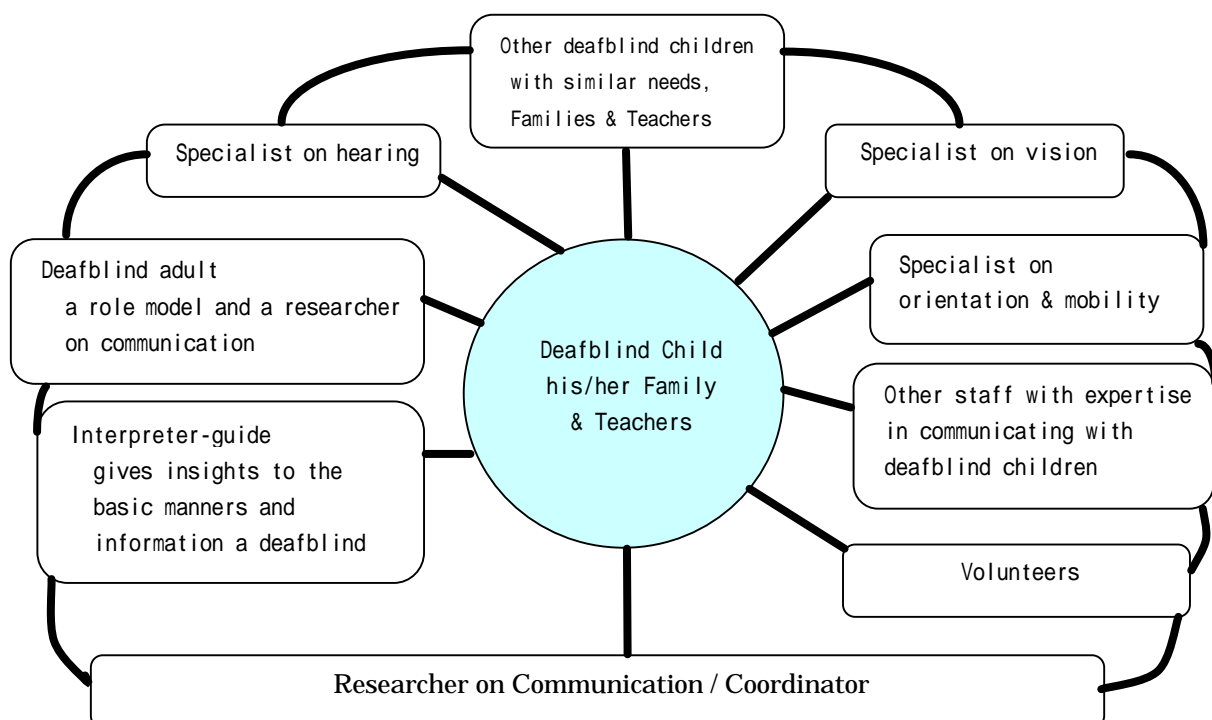 Other deafblind children
with similar needs,
Families & Teachers
Specialist on hearing
Specialist on vision
Deafblind adult
a role model and a researcher
on communication
Specialist on
orientation & mobility
Deafblind Child
his/her Family
& Teachers
Interpreter-guide
gives insights to the
basic manners and
information a deafblind
Other staff with expertise
in communicating with
deafblind children
Volunteers
Researcher on Communication / Coordinator